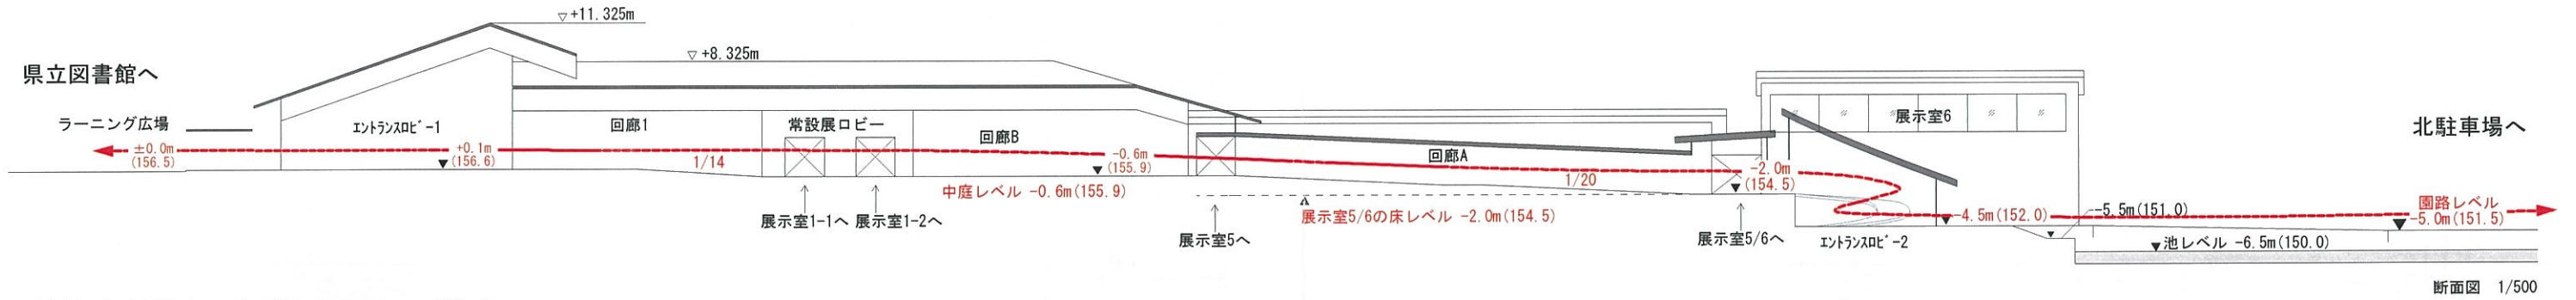 ▽+11.325m
▽ +8.325m
県立図書館へ
ラーニング広場
±0.0m
(156.5)
ｴﾝﾄﾗﾝｽﾛﾋﾞｰ-1
+0.1m
(156.6)
回廊1
1/14
常設展ロビー
回廊B
-0.6m
(155.9)
中庭レベル -0.6m(155.9)
展示室1-1へ
展示室1-2へ
回廊A
1/20
-2.0m
(154.5)
展示室5/6の床レベル -2.0m(154.5)
展示室5へ
展示室5/6へ
展示室6
-4.5m(152.0)
ｴﾝﾄﾗﾝｽﾛﾋﾞｰ-2
-5.5m(151.0)
池レベル -6.5m(150.0)
北駐車場へ
園路レベル
-5.0m(151.5)
断面図 1/500